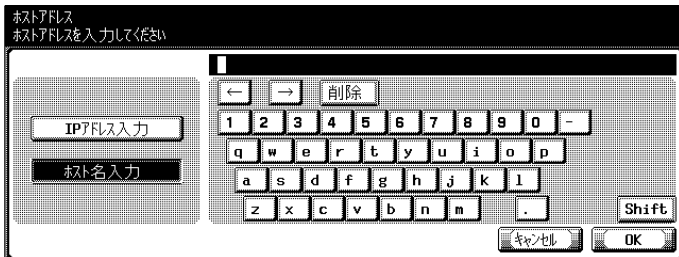 ﾎｽﾄｱﾄﾞﾚｽ
ﾎｽﾄｱﾄﾞﾚｽを入力してください
← → 削除
IPｱﾄﾞﾚｽ入力
1 2 3 4 5 6 7 8 9 0 -
q w e r t y u i o p
ﾎｽﾄ名入力
a s d f g h j k l
z x c v b n m . Shift
ｷｬﾝｾﾙ OK